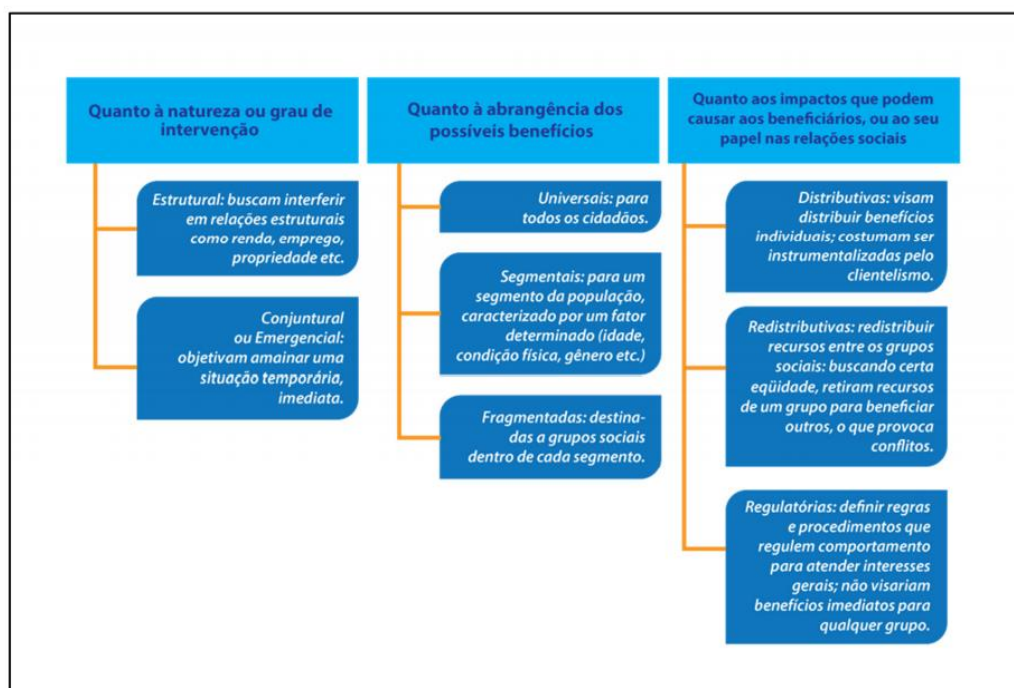 Quanto à natureza ou grau de
intervenção
Estrutural: buscam interferir
em relações estruturais
como renda, emprego,
propriedade etc.
Conjuntural
ou Emergencial:
objetivam amainar uma
situação temporária,
imediata.
Quanto à abrangência dos
possíveis benefícios
Universais: para
todos os cidadãos.
Segmentais: para um
segmento da população,
caracterizado por um fator
determinado (idade,
condição física, gênero etc.)
Fragmentadas: destina-
das a grupos sociais
dentro de cada segmento.
Quanto aos impactos que podem
causar aos beneficiários, ou ao seu
papel nas relações sociais
Distributivas: visam
distribuir benefícios
individuais; costumam ser
instrumentalizadas pelo
clientelismo.
Redistributivas: redistribuir
recursos entre os grupos
sociais: buscando certa
eqüidade, retiram recursos
de um grupo para beneficiar
outros, o que provoca
conflitos.
Regulatórias: definir regras
e procedimentos que
regulem comportamento
para atender interesses
gerais; não visariam
benefícios imediatos para
qualquer grupo.